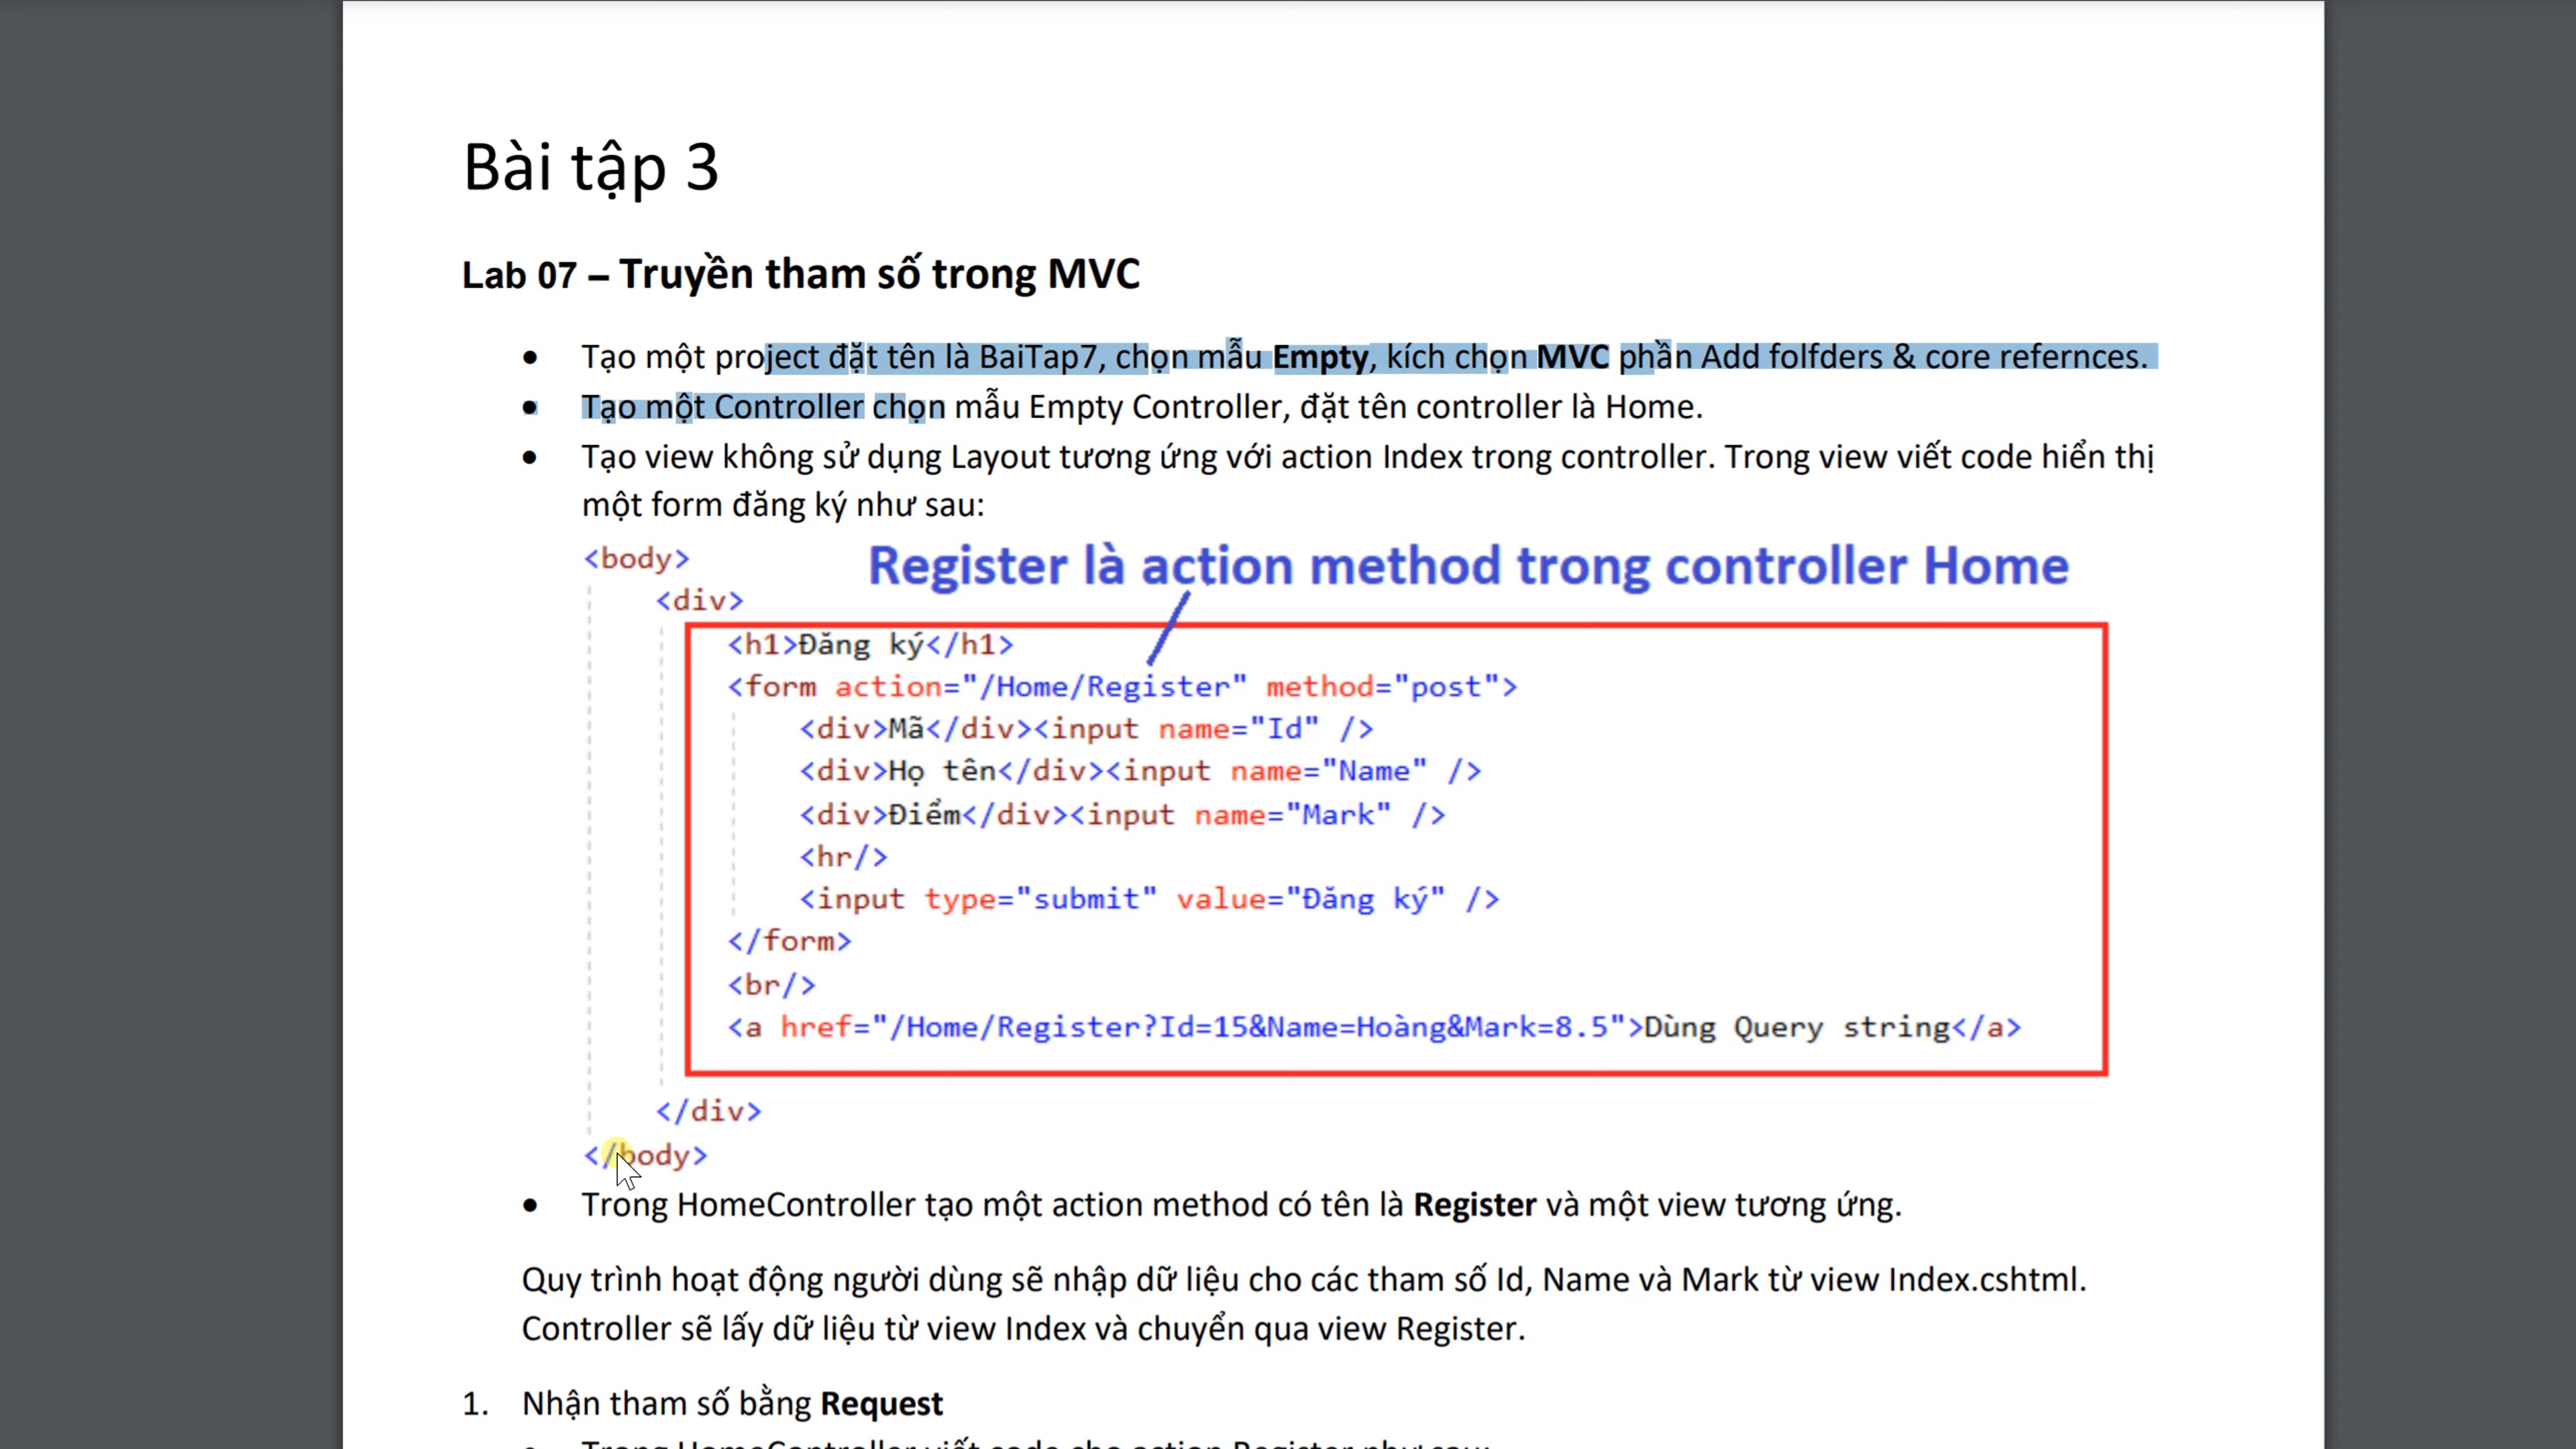 Bài tập 3
Lab 07 – Truyền tham số trong MVC
• Tạo một project đặt tên là BaiTap7, chọn mẫu Empty, kích chọn MVC phần Add folfders & core refernces.
• Tạo một Controller chọn mẫu Empty Controller, đặt tên controller là Home.
• Tạo view không sử dụng Layout tương ứng với action Index trong controller. Trong view viết code hiển thị
một form đăng ký như sau:
<body>
Register là action method trong controller Home
<div>
<h1>Đăng ký</h1>
<form action="/Home/Register" method="post">
<div>Mã</div><input name="Id" />
<div>Họ tên</div><input name="Name" />
<div>Điểm</div><input name="Mark" />
<hr/>
<input type="submit" value="Đăng ký" />
</form>
<br/>
<a href="/Home/Register?Id=15&Name=Hoàng&Mark=8.5">Dùng Query string</a>
</div>
</body>
• Trong HomeController tạo một action method có tên là Register và một view tương ứng.
Quy trình hoạt động người dùng sẽ nhập dữ liệu cho các tham số Id, Name và Mark từ view Index.cshtml.
Controller sẽ lấy dữ liệu từ view Index và chuyển qua view Register.
1. Nhận tham số bằng Request
• Trong HomeController viết code cho action Register như sau: